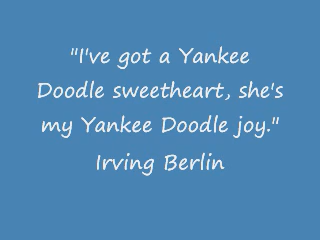 "I've got a Yankee
Doodle sweetheart, she's
my Yankee Doodle joy."
Irving Berlin